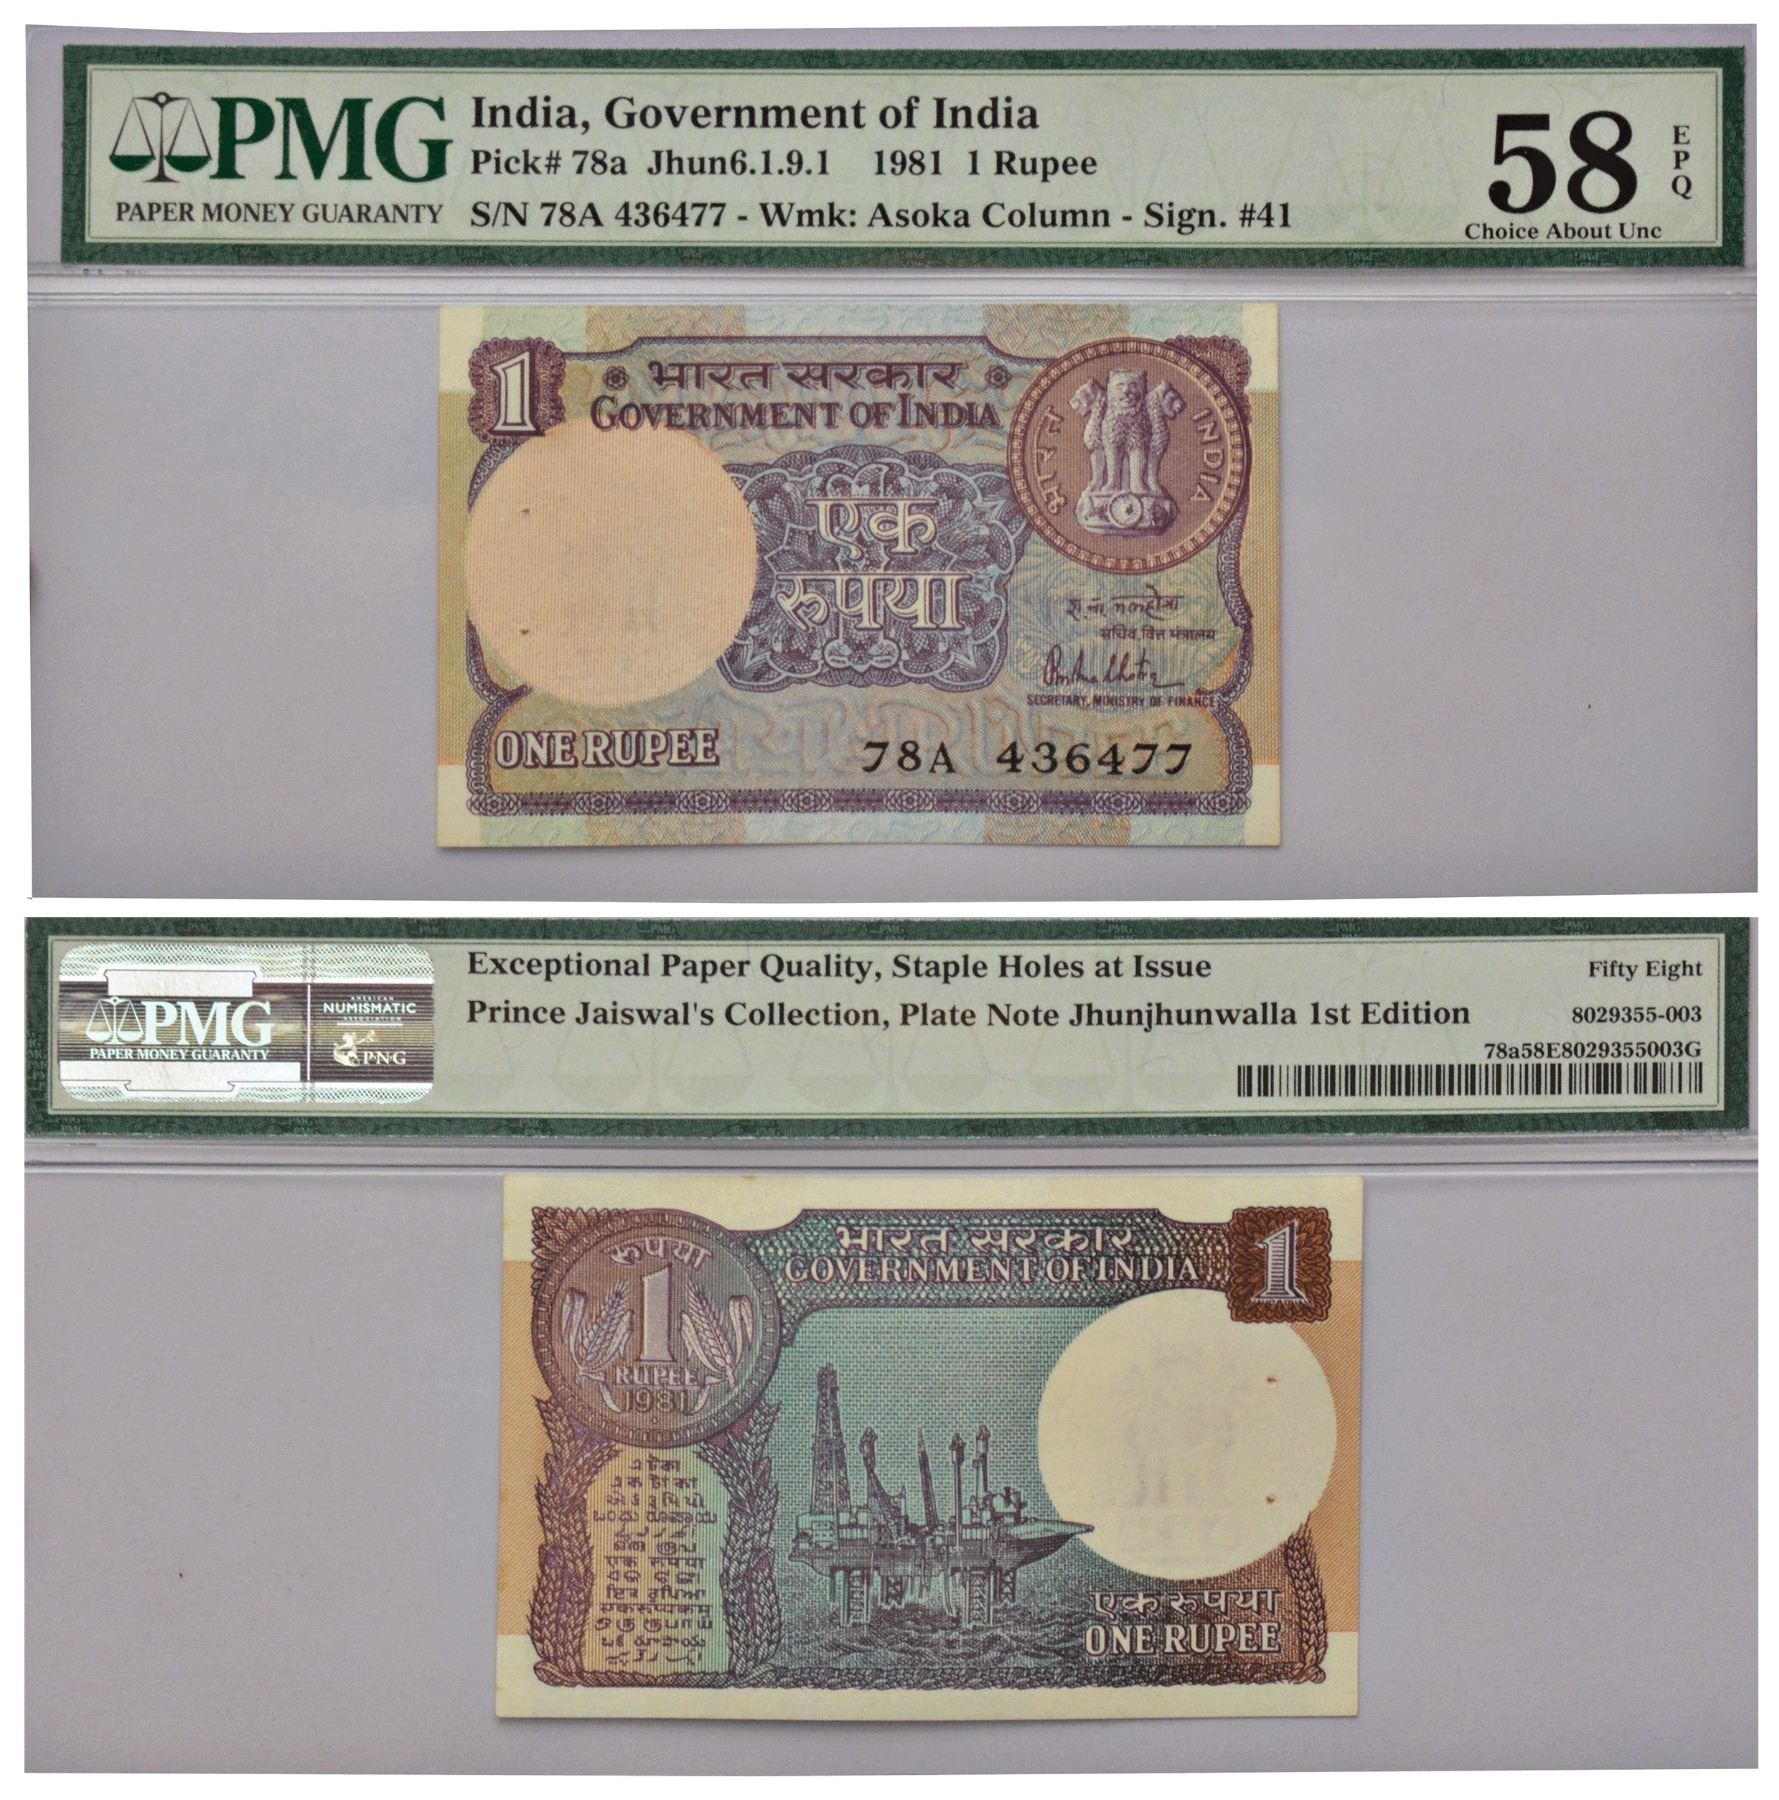 PMG
PAPER MONEY GUARANTY
India, Government of India
Pick# 78a Jhun6.1.9.1 1981 1 Rupee
S/N 78A 436477 - Wmk: Asoka Column - Sign. #41
58
EPQ
Choice About Unc
1
भारत सरकार
GOVERNMENT OF INDIA
भारत
INDIA
एक
रुपया
सचिव, वित्त मंत्रालय
SECRETARY, MINISTRY OF FINANCE
ONE RUPEE
78A 436477
PMG
PAPER MONEY GUARANTY
AMERICAN
NUMISMATIC
ASSOCIATION
PNG
Exceptional Paper Quality, Staple Holes at Issue
Prince Jaiswal's Collection, Plate Note Jhunjhunwalla 1st Edition
Fifty Eight
8029355-003
78a58E8029355003G
रुपया
1
RUPEE
1981
भारत सरकार
GOVERNMENT OF INDIA
1
एक रुपया
ONE RUPEE